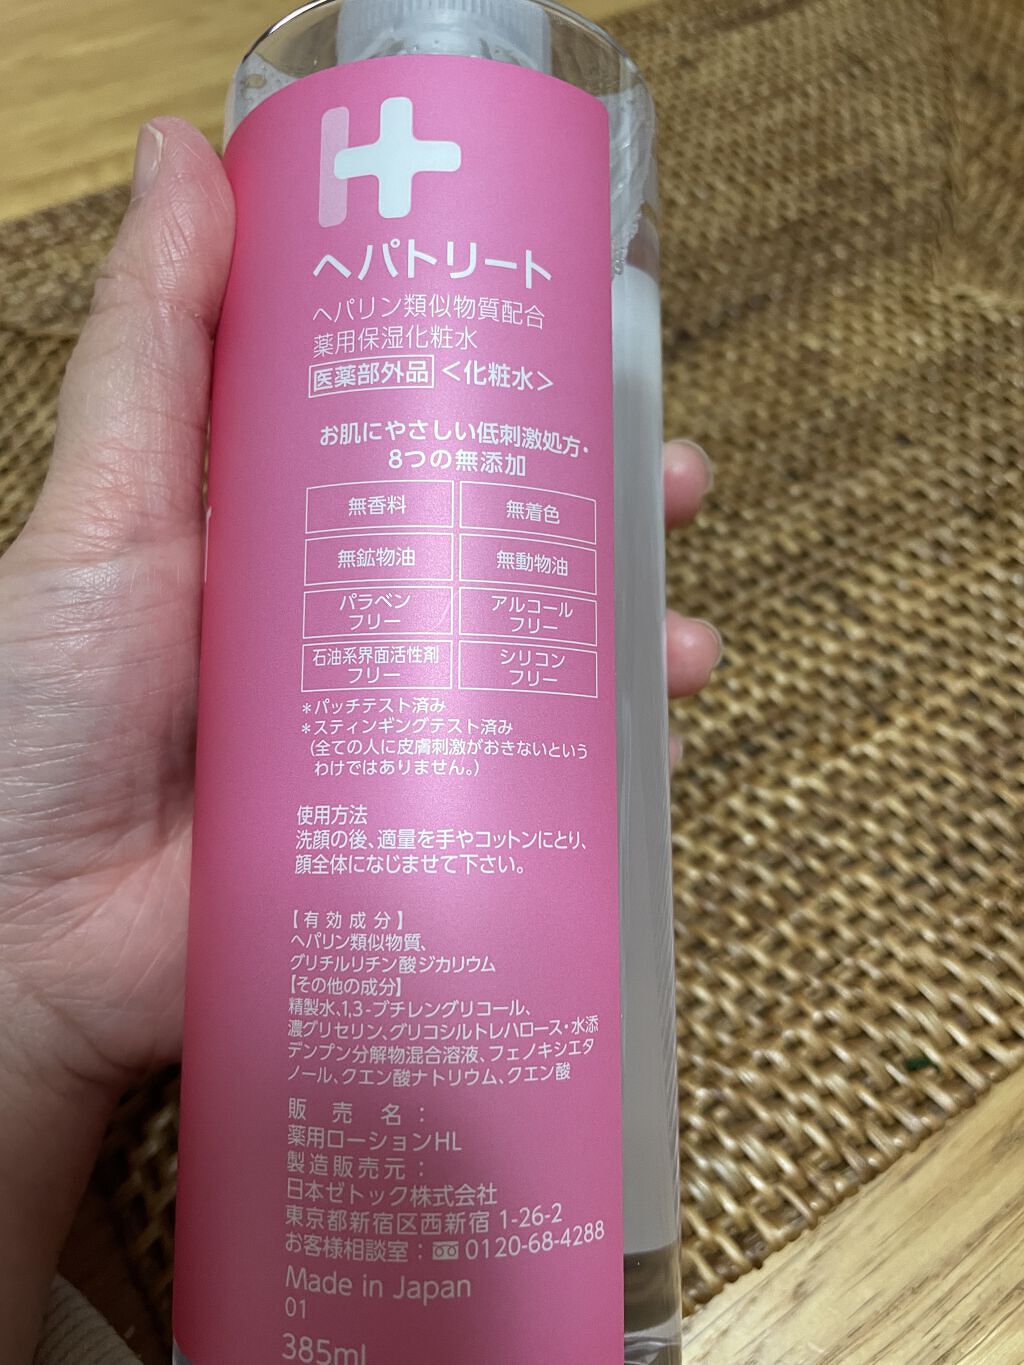 H
ヘパトリート
ヘパリン類似物質配合
薬用保湿化粧水
医薬部外品 <化粧水>
お肌にやさしい低刺激処方・
8つの無添加
無香料 無着色
無鉱物油 無動物油
パラベン
フリー
アルコール
フリー
石油系界面活性剤
フリー
シリコン
フリー
*パッチテスト済み
*スティンギングテスト済み
(全ての人に皮膚刺激がおきないという
わけではありません。)
使用方法
洗顔の後、適量を手やコットンにとり、
顔全体になじませて下さい。
【有効成分】
ヘパリン類似物質、
グリチルリチン酸ジカリウム
【その他の成分】
精製水、1,3-ブチレングリコール、
濃グリセリン、グリコシルトレハロース・水添
デンプン分解物混合溶液、フェノキシエタ
ノール、クエン酸ナトリウム、クエン酸
販売名:
薬用ローションHL
製造販売元:
日本ゼトック株式会社
東京都新宿区西新宿 1-26-2
お客様相談室: 0120-68-4288
Made in Japan
01
385ml